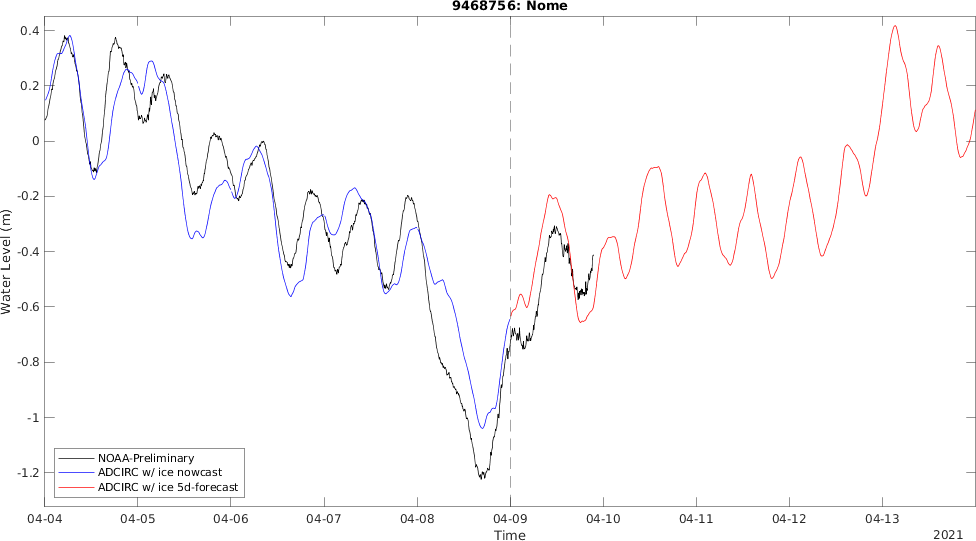 9468756: Nome
0.4
0.2
0
-0.2
-0.4
-0.6
-0.8
-1
-1.2
Water Level (m)
NOAA-Preliminary
ADCIRC w/ ice nowcast
ADCIRC w/ ice 5d-forecast
04-04 04-05 04-06 04-07 04-08 04-09 04-10 04-11 04-12 04-13
Time
2021